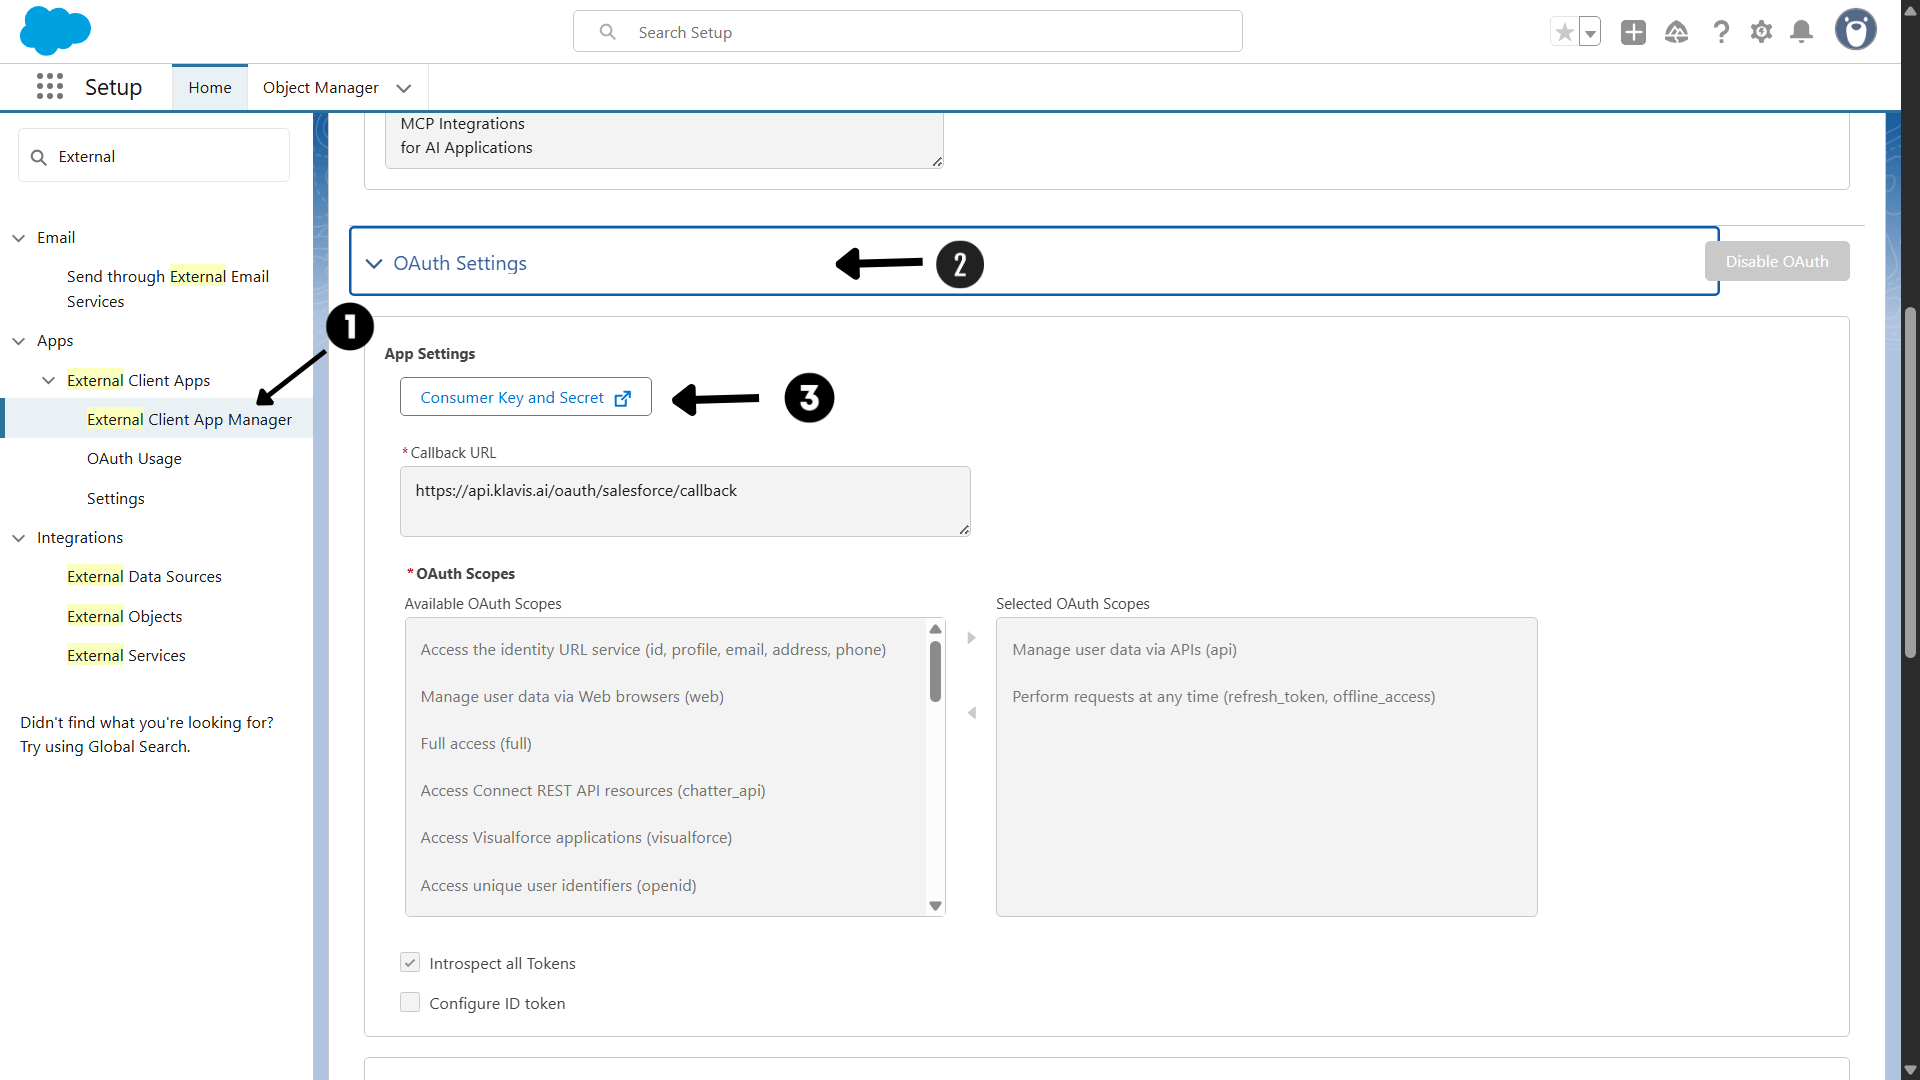 Search Setup
Setup
Home
Object Manager
External
Email
Send through External Email
Services
Apps
External Client Apps
External Client App Manager
OAuth Usage
Settings
Integrations
External Data Sources
External Objects
External Services
Didn't find what you're looking for?
Try using Global Search.
MCP Integrations
for AI Applications
OAuth Settings
2
Disable OAuth
1
App Settings
Consumer Key and Secret
3
*Callback URL
https://api.klavis.ai/oauth/salesforce/callback
*OAuth Scopes
Available OAuth Scopes
Access the identity URL service (id, profile, email, address, phone)
Manage user data via Web browsers (web)
Full access (full)
Access Connect REST API resources (chatter_api)
Access Visualforce applications (visualforce)
Access unique user identifiers (openid)
Selected OAuth Scopes
Manage user data via APIs (api)
Perform requests at any time (refresh_token, offline_access)
Introspect all Tokens
Configure ID token